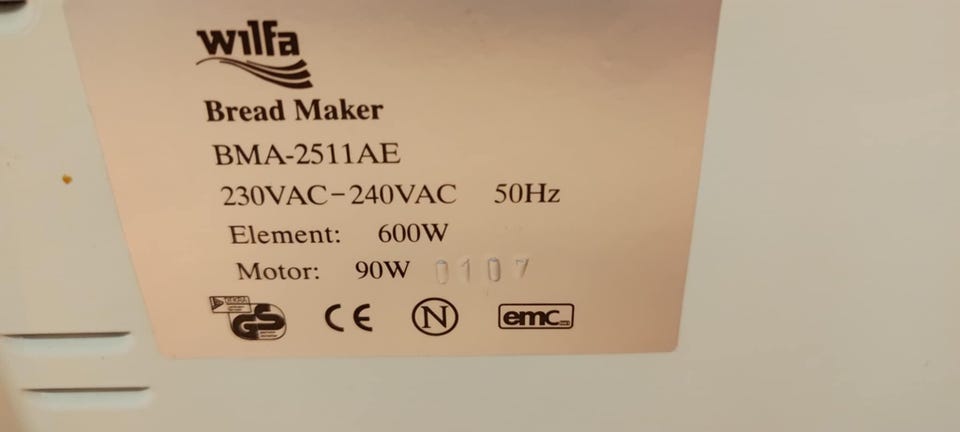 wilfa
Bread Maker
BMA-2511AE
230VAC-240VAC 50Hz
Element: 600W
Motor: 90W 0107
GS CE N emc